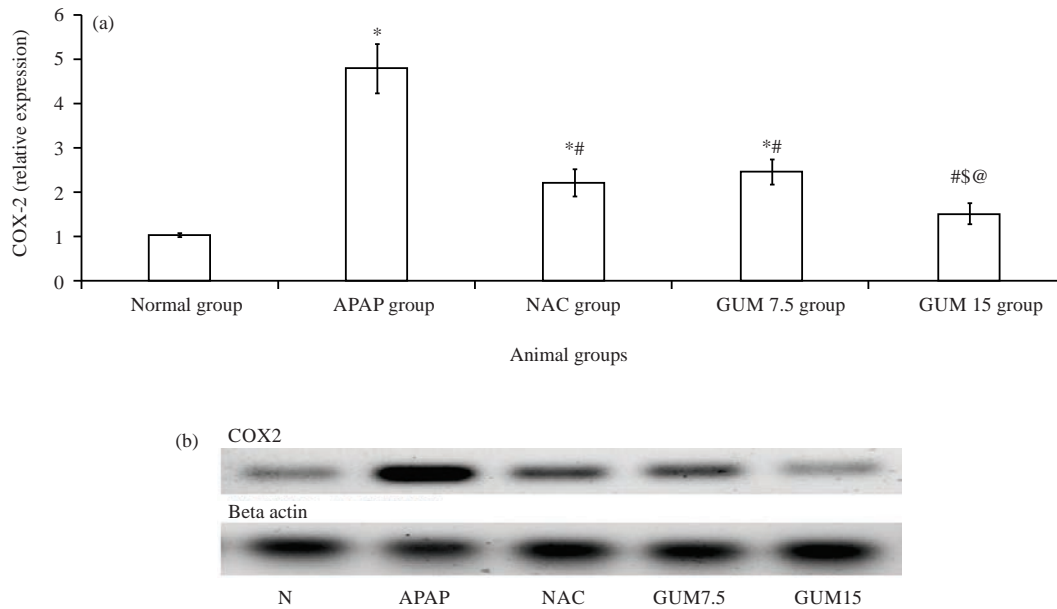 (a)
COX-2 (relative expression)
6
5
4
3
2
1
0
*
*#
*#
#$@
Normal group
APAP group
NAC group
GUM 7.5 group
GUM 15 group
Animal groups
(b)
COX2
Beta actin
N
APAP
NAC
GUM7.5
GUM15